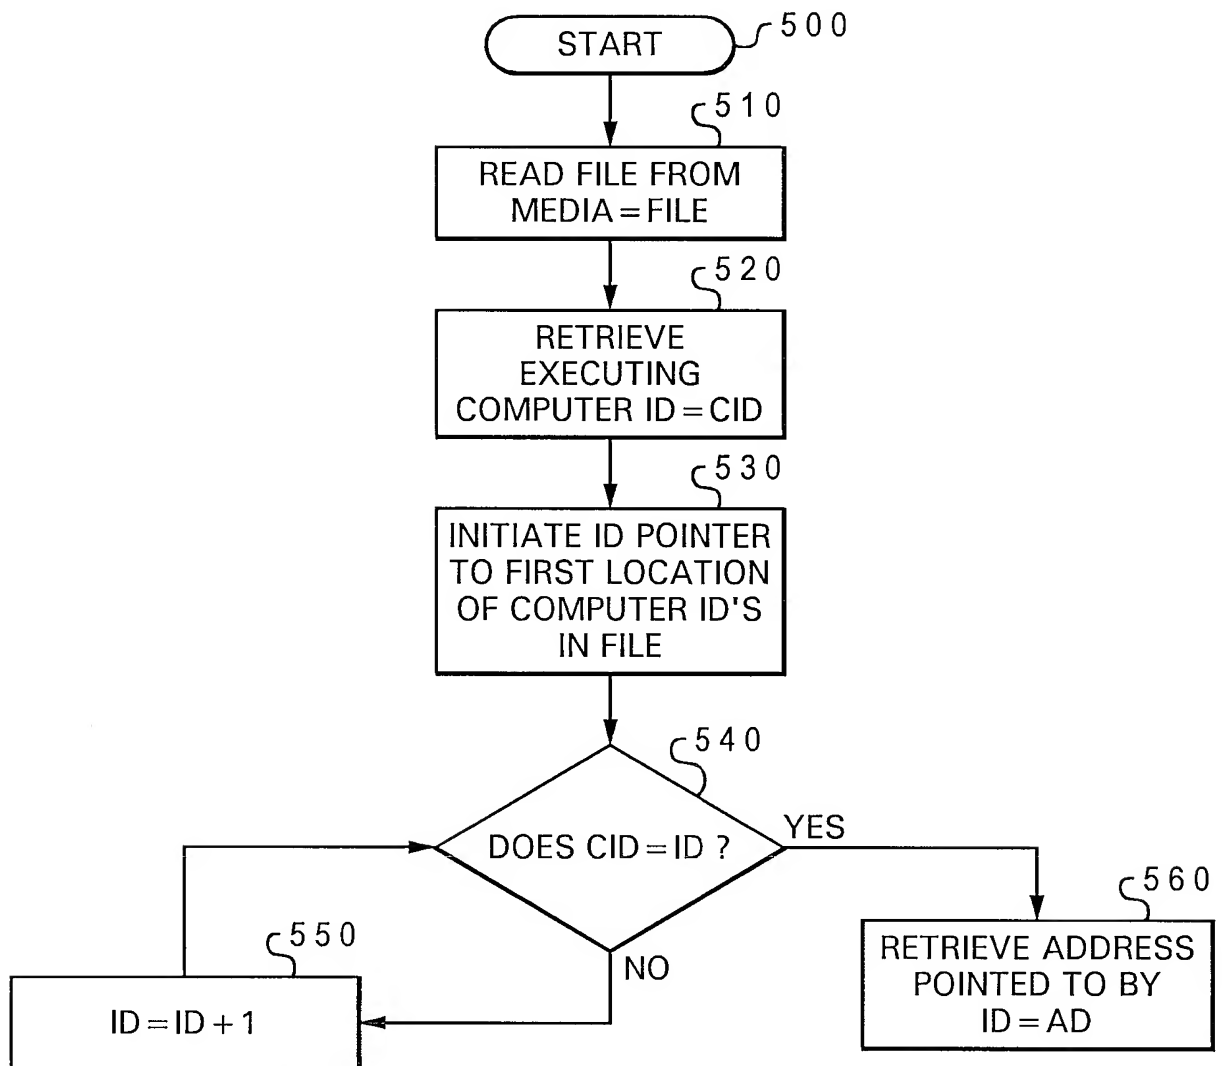 START
500
510
READ FILE FROM
MEDIA=FILE
520
RETRIEVE
EXECUTING
COMPUTER ID=CID
530
INITIATE ID POINTER
TO FIRST LOCATION
OF COMPUTER ID'S
IN FILE
540
DOES CID=ID ?
YES
NO
550
ID=ID+1
560
RETRIEVE ADDRESS
POINTED TO BY
ID=AD